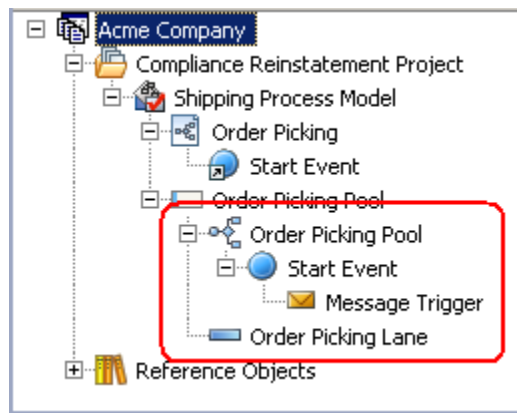 Acme Company
Compliance Reinstatement Project
Shipping Process Model
Order Picking
Start Event
Order Picking Pool
Order Picking Pool
Start Event
Message Trigger
Order Picking Lane
Reference Objects